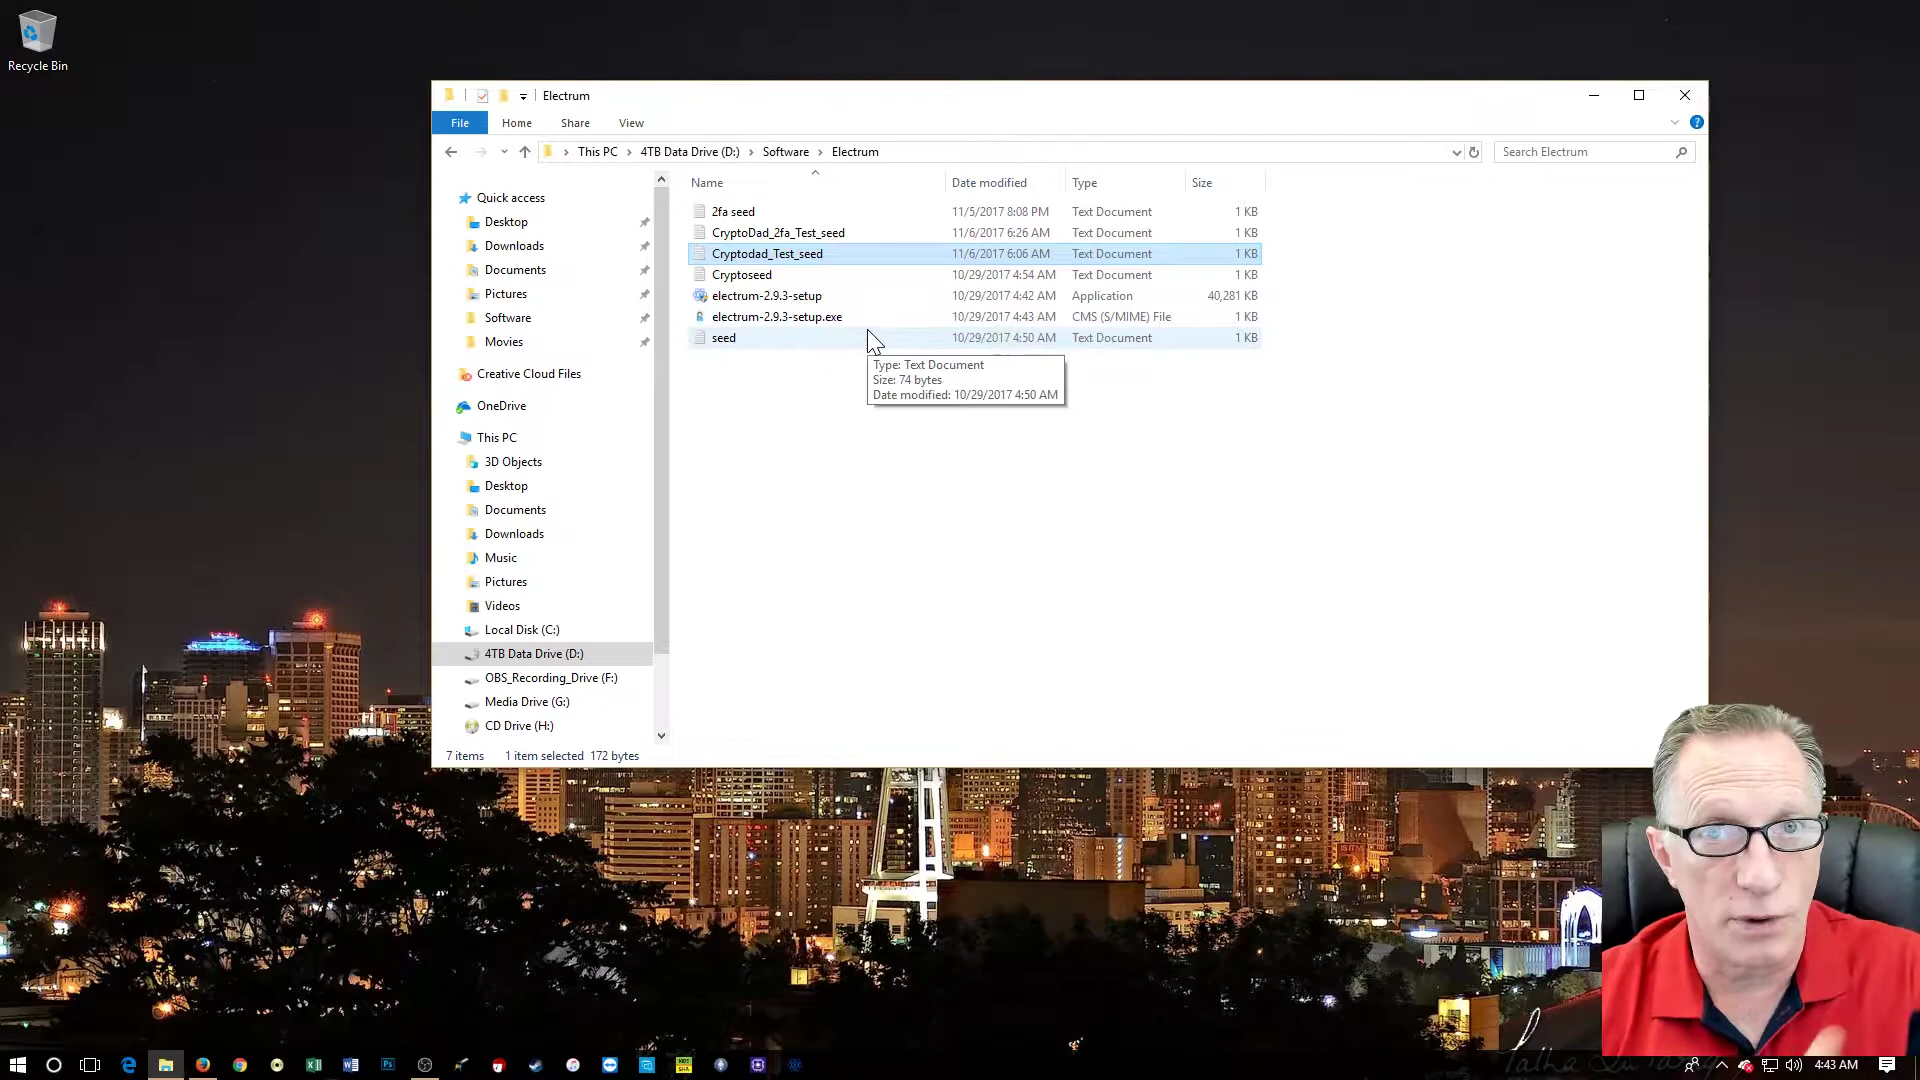 Recycle Bin
Electrum
File Home Share View
This PC 4TB Data Drive (D:) Software Electrum
Search Electrum
Name Date modified Type Size
2fa seed 11/5/2017 8:08 PM Text Document 1 KB
CryptoDad_2fa_Test_seed 11/6/2017 6:26 AM Text Document 1 KB
Cryptodad_Test_seed 11/6/2017 6:06 AM Text Document 1 KB
Cryptoseed 10/29/2017 4:54 AM Text Document 1 KB
electrum-2.9.3-setup 10/29/2017 4:42 AM Application 40,281 KB
electrum-2.9.3-setup.exe 10/29/2017 4:43 AM CMS (S/MIME) File 1 KB
seed 10/29/2017 4:50 AM Text Document 1 KB
Type: Text Document
Size: 74 bytes
Date modified: 10/29/2017 4:50 AM
Quick access
Desktop
Downloads
Documents
Pictures
Software
Movies
Creative Cloud Files
OneDrive
This PC
3D Objects
Desktop
Documents
Downloads
Music
Pictures
Videos
Local Disk (C:)
4TB Data Drive (D:)
OBS_Recording_Drive (F:)
Media Drive (G:)
CD Drive (H:)
7 items 1 item selected 172 bytes
4:43 AM